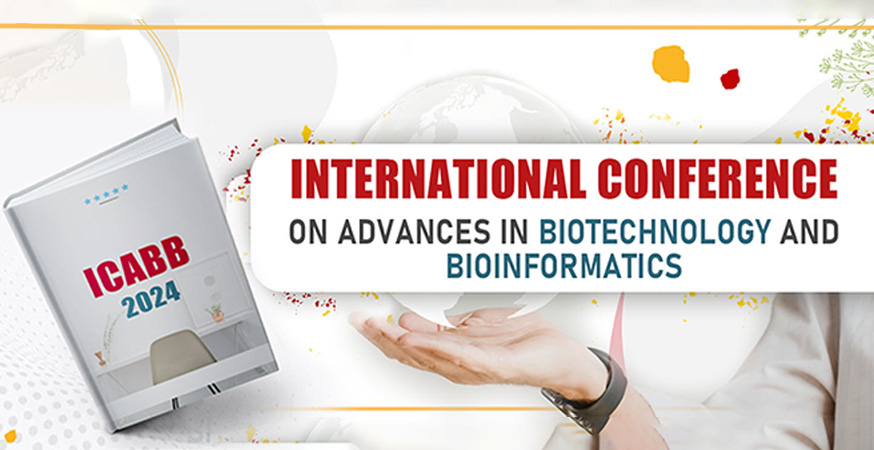 ICABB
2024
INTERNATIONAL CONFERENCE
ON ADVANCES IN BIOTECHNOLOGY AND
BIOINFORMATICS